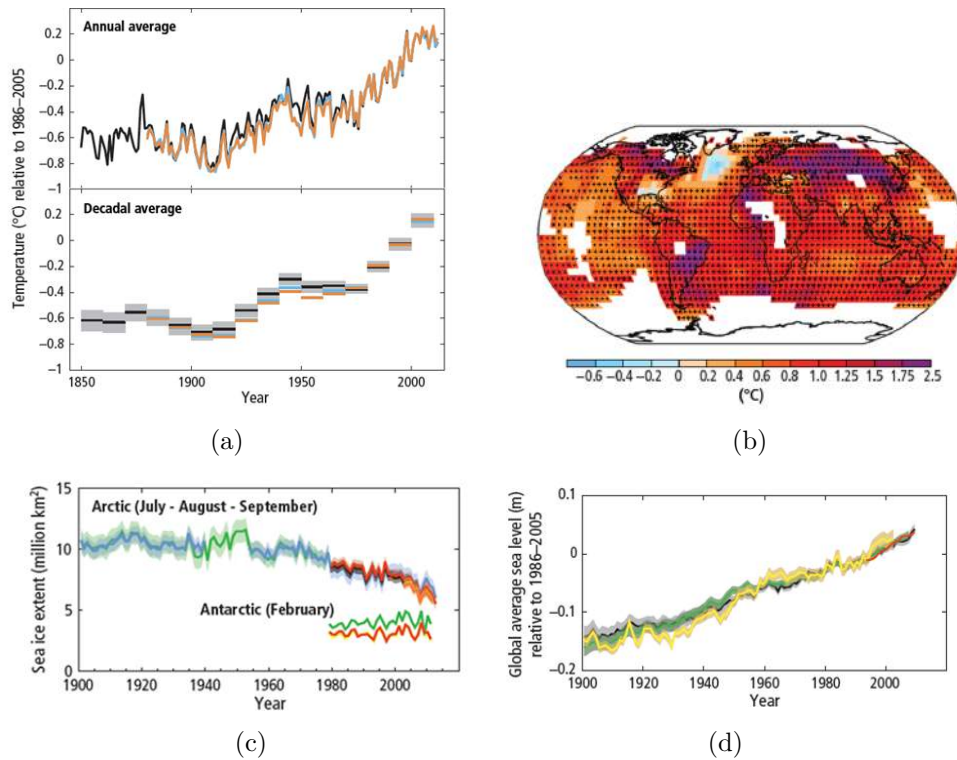 Annual average
0.2
0
−0.2
−0.4
−0.6
−0.8
−1
Temperature (°C) relative to 1986–2005
Decadal average
0.2
0
−0.2
−0.4
−0.6
−0.8
−1
1850 1900 1950 2000
Year
(a)
−0.6 −0.4 −0.2 0 0.2 0.4 0.6 0.8 1.0 1.25 1.5 1.75 2.5
(°C)
(b)
Sea ice extent (million km²)
15
10
5
0
Arctic (July - August - September)
Antarctic (February)
1900 1920 1940 1960 1980 2000
Year
(c)
Global average sea level (m)
relative to 1986–2005
0.1
0
−0.1
−0.2
1900 1920 1940 1960 1980 2000
Year
(d)